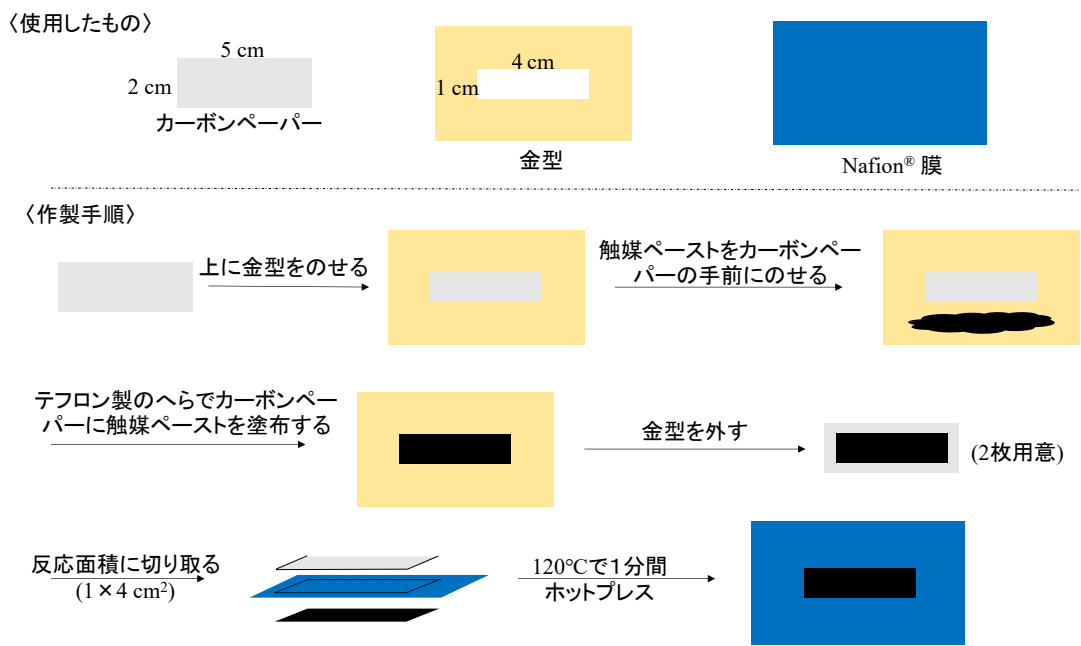 〈使用したもの〉
5 cm
2 cm
カーボンペーパー
4 cm
1 cm
金型
Nafion® 膜
〈作製手順〉
上に金型をのせる
触媒ペーストをカーボンペー
パーの手前にのせる
テフロン製のへらでカーボンペー
パーに触媒ペーストを塗布する
金型を外す
(2枚用意)
反応面積に切り取る
(1×4 cm²)
120℃で1分間
ホットプレス